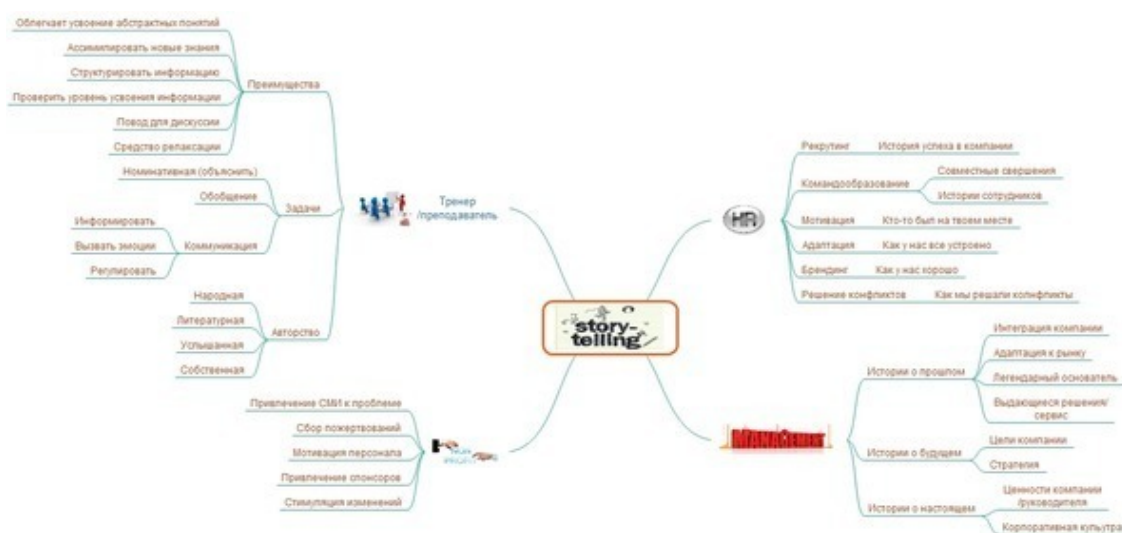 Облегчает усвоение абстрактных понятий
Ассимилировать новые знания
Структурировать информацию
Проверить уровень усвоения информации
Повод для дискуссии
Средство релаксации
Преимущества
Номинативная (объяснить)
Обобщение
Информировать
Вызвать эмоции
Регулировать
Коммуникация
Задачи
Народная
Литературная
Услышанная
Собственная
Авторство
Тренер
/преподаватель
Привлечение СМИ к проблеме
Сбор пожертвований
Мотивация персонала
Привлечение спонсоров
Стимуляция изменений
story-
telling
HR
Рекрутинг
История успеха в компании
Командообразование
Совместные свершения
Истории сотрудников
Мотивация
Кто-то был на твоем месте
Адаптация
Как у нас все устроено
Брендинг
Как у нас хорошо
Решение конфликтов
Как мы решали колнфликты
MANAGEMENT
Истории о прошлом
Интеграция компании
Адаптация к рынку
Легендарный основатель
Выдающиеся решения/
сервис
Истории о будущем
Цели компании
Стратегия
Истории о настоящем
Ценности компании
/руководителя
Корпоративная культура